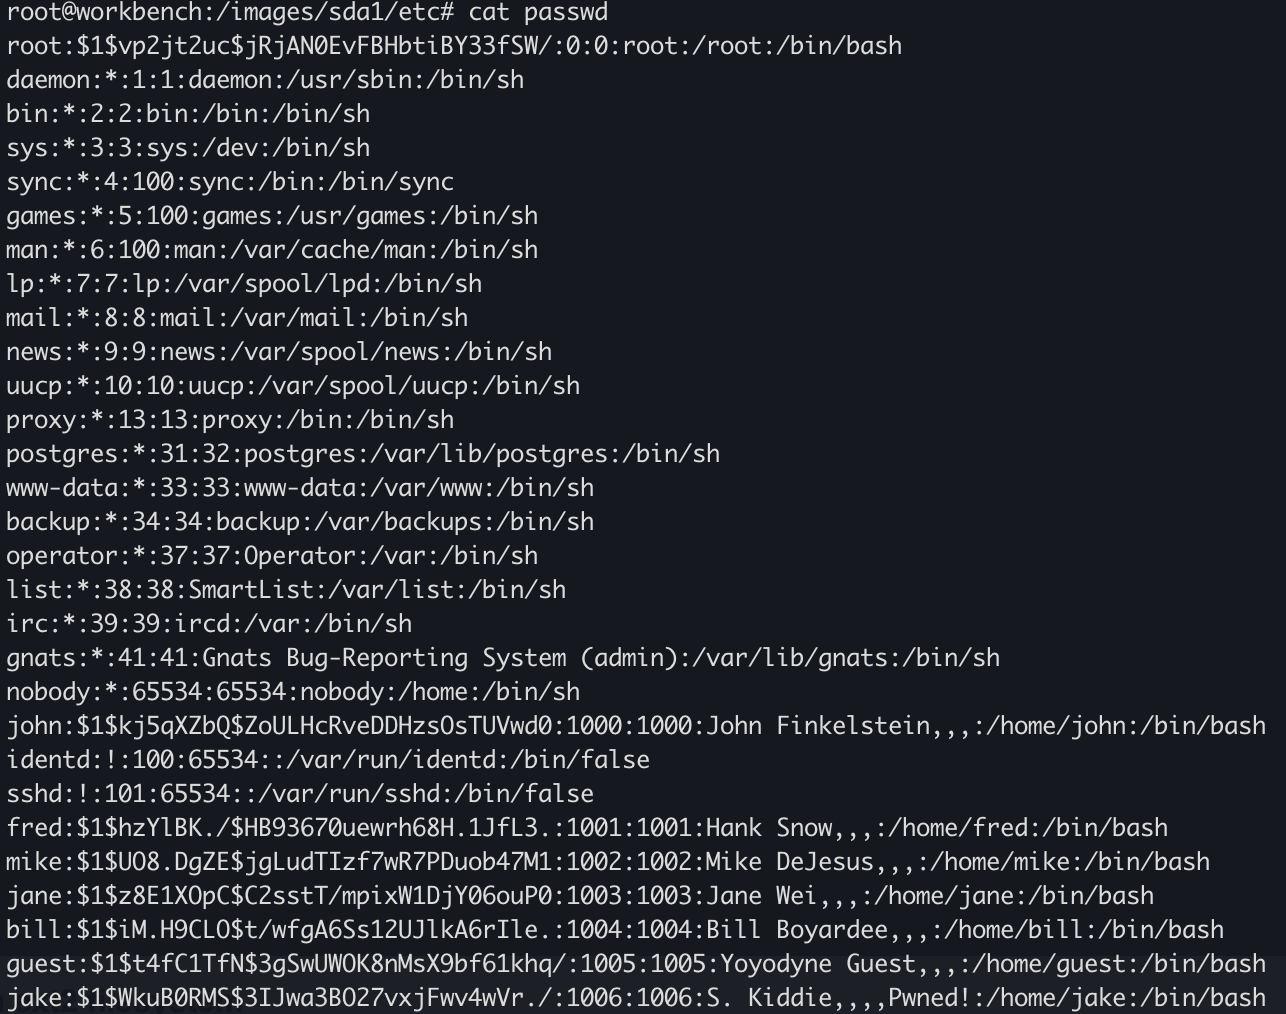 root@workbench:/images/sda1/etc# cat passwd
root:$1$vp2jt2uc$jRjAN0EvFBHbtiBY33fSW/:0:0:root:/root:/bin/bash
daemon:*:1:1:daemon:/usr/sbin:/bin/sh
bin:*:2:2:bin:/bin:/bin/sh
sys:*:3:3:sys:/dev:/bin/sh
sync:*:4:100:sync:/bin:/bin/sync
games:*:5:100:games:/usr/games:/bin/sh
man:*:6:100:man:/var/cache/man:/bin/sh
lp:*:7:7:lp:/var/spool/lpd:/bin/sh
mail:*:8:8:mail:/var/mail:/bin/sh
news:*:9:9:news:/var/spool/news:/bin/sh
uucp:*:10:10:uucp:/var/spool/uucp:/bin/sh
proxy:*:13:13:proxy:/bin:/bin/sh
postgres:*:31:32:postgres:/var/lib/postgres:/bin/sh
www-data:*:33:33:www-data:/var/www:/bin/sh
backup:*:34:34:backup:/var/backups:/bin/sh
operator:*:37:37:Operator:/var:/bin/sh
list:*:38:38:SmartList:/var/list:/bin/sh
irc:*:39:39:ircd:/var:/bin/sh
gnats:*:41:41:Gnats Bug-Reporting System (admin):/var/lib/gnats:/bin/sh
nobody:*:65534:65534:nobody:/home:/bin/sh
john:$1$kj5qXZbQ$ZoULHcRveDDHzsOsTUVwd0:1000:1000:John Finkelstein,,,:/home/john:/bin/bash
identd:!:100:65534::/var/run/identd:/bin/false
sshd:!:101:65534::/var/run/sshd:/bin/false
fred:$1$hzYlBK./$HB93670uewrh68H.1JfL3.:1001:1001:Hank Snow,,,:/home/fred:/bin/bash
mike:$1$UO8.DgZE$jgLudTIzf7wR7PDuob47M1:1002:1002:Mike DeJesus,,,:/home/mike:/bin/bash
jane:$1$z8E1XOpC$C2sstT/mpixW1DjY06ouP0:1003:1003:Jane Wei,,,:/home/jane:/bin/bash
bill:$1$iM.H9CLO$t/wfgA6Ss12UJlkA6rIle.:1004:1004:Bill Boyardee,,,:/home/bill:/bin/bash
guest:$1$t4fC1TfN$3gSwUWOK8nMsX9bf61khq/:1005:1005:Yoyodyne Guest,,,:/home/guest:/bin/bash
jake:$1$WkuB0RMS$3IJwa3BO27vxjFwv4wVr./:1006:1006:S. Kiddie,,,,Pwned!:/home/jake:/bin/bash